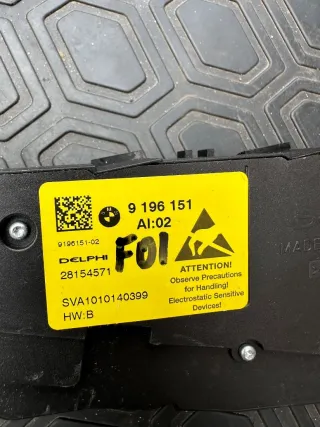 9 196 151
AI:02
9196151-02
DELPHI
F01
28154571
ATTENTION!
Observe Precautions
for Handling!
Electrostatic Sensitive
Devices!
SVA1010140399
HW:B